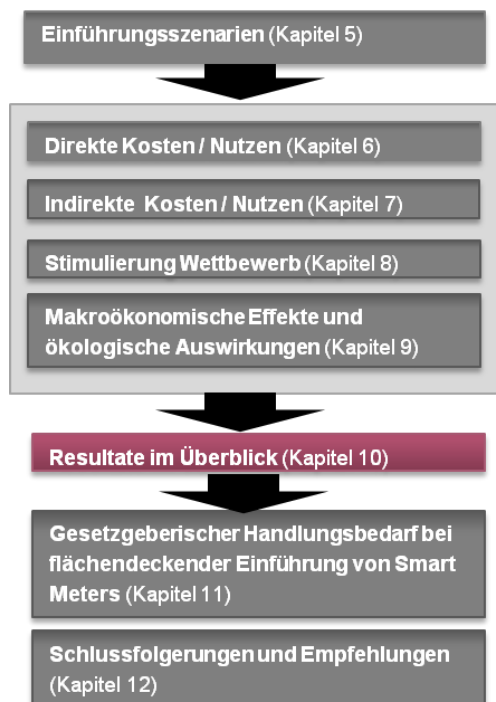 Einführungsszenarien (Kapitel 5)
Direkte Kosten / Nutzen (Kapitel 6)
Indirekte Kosten / Nutzen (Kapitel 7)
Stimulierung Wettbewerb (Kapitel 8)
Makroökonomische Effekte und
ökologische Auswirkungen (Kapitel 9)
Resultate im Überblick (Kapitel 10)
Gesetzgeberischer Handlungsbedarf bei
flächendeckender Einführung von Smart
Meters (Kapitel 11)
Schlussfolgerungen und Empfehlungen
(Kapitel 12)